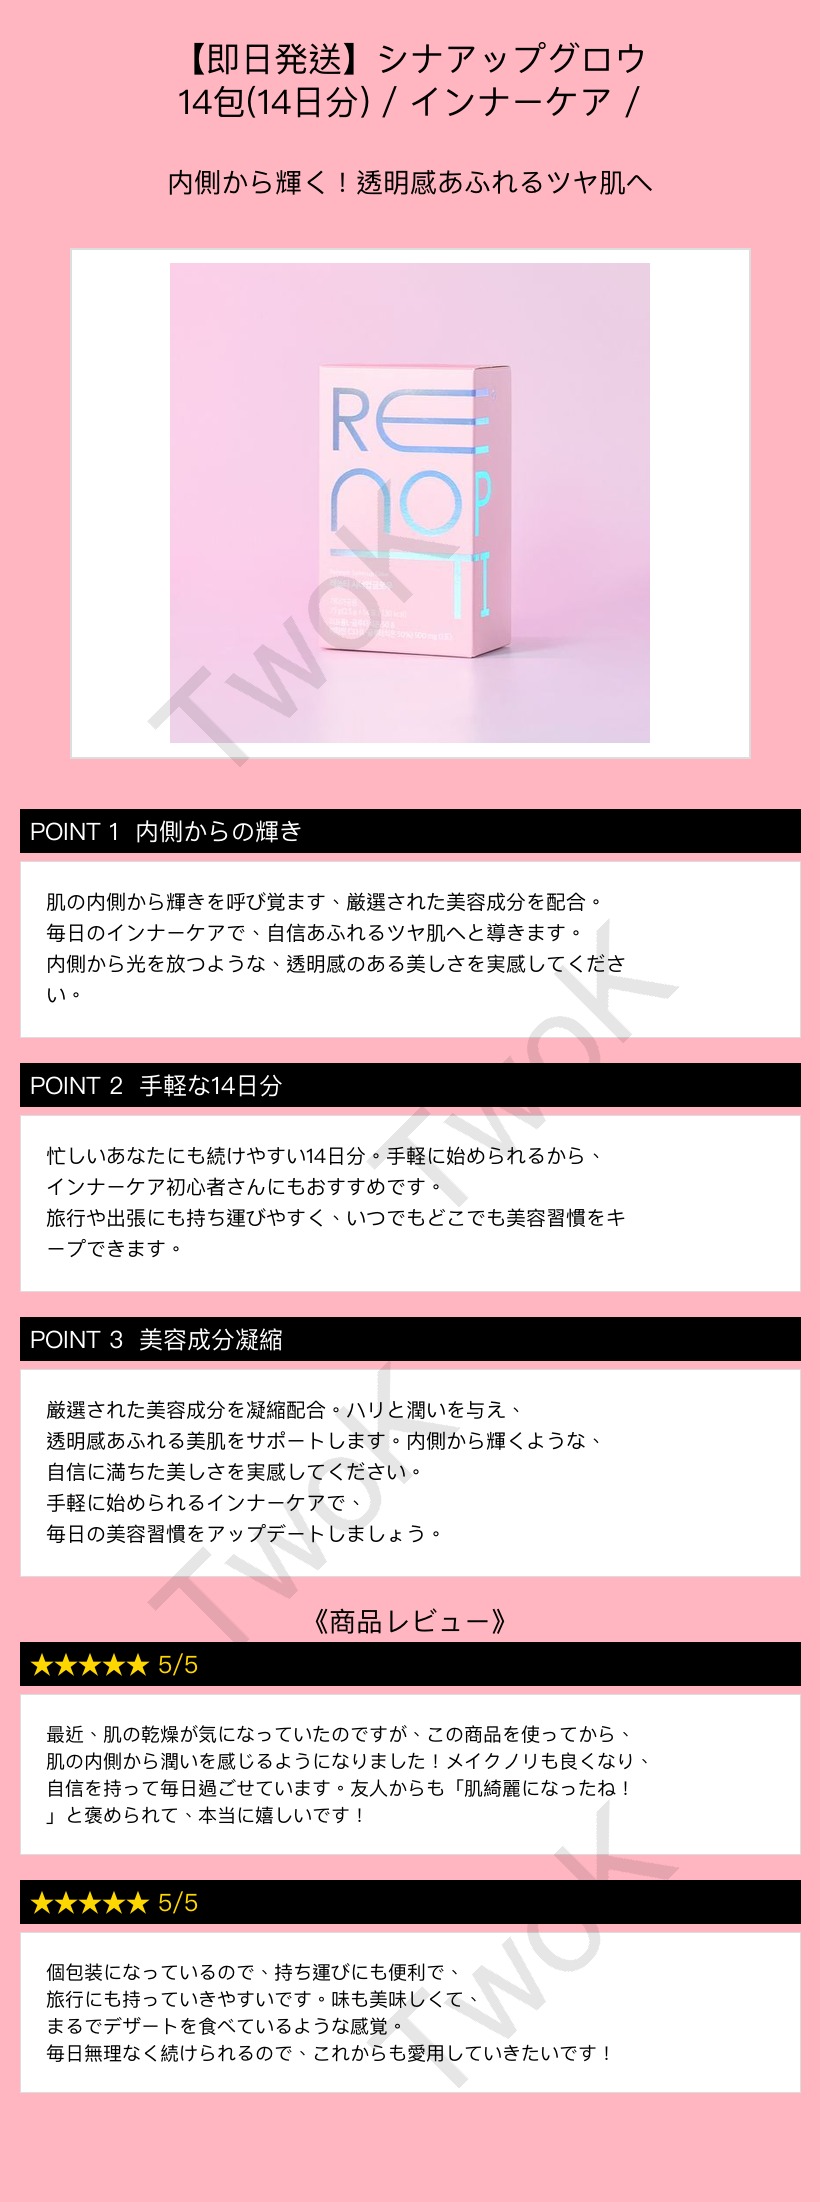 【即日発送】シナアップグロウ
14包(14日分) / インナーケア /
内側から輝く！透明感あふれるツヤ肌へ
RE
NO
E
P
TI
T
TwoK
POINT 1 内側からの輝き
肌の内側から輝きを呼び覚ます、厳選された美容成分を配合。
毎日のインナーケアで、自信あふれるツヤ肌へと導きます。
内側から光を放つような、透明感のある美しさを実感してくださ
い。
TwoK
POINT 2 手軽な14日分
忙しいあなたにも続けやすい14日分。手軽に始められるから、
インナーケア初心者さんにもおすすめです。
旅行や出張にも持ち運びやすく、いつでもどこでも美容習慣をキ
ープできます。
POINT 3 美容成分凝縮
厳選された美容成分を凝縮配合。ハリと潤いを与え、
透明感あふれる美肌をサポートします。内側から輝くような、
自信に満ちた美しさを実感してください。
手軽に始められるインナーケアで、
毎日の美容習慣をアップデートしましょう。
TwoK
《商品レビュー》
★★★★★ 5/5
最近、肌の乾燥が気になっていたのですが、この商品を使ってから、
肌の内側から潤いを感じるようになりました！メイクノリも良くなり、
自信を持って毎日過ごせています。友人からも「肌綺麗になったね！
」と褒められて、本当に嬉しいです！
★★★★★ 5/5
個包装になっているので、持ち運びにも便利で、
旅行にも持っていきやすいです。味も美味しくて、
まるでデザートを食べているような感覚。
毎日無理なく続けられるので、これからも愛用していきたいです！
TwoK